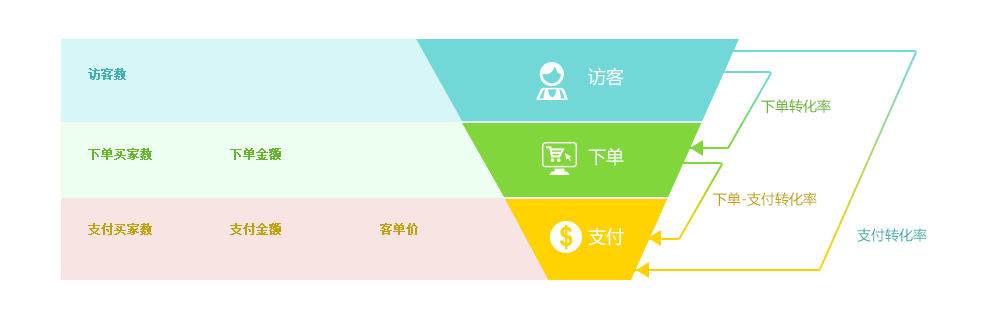 访客数
访客
下单转化率
下单买家数
下单金额
下单
下单-支付转化率
支付买家数
支付金额
客单价
支付
支付转化率